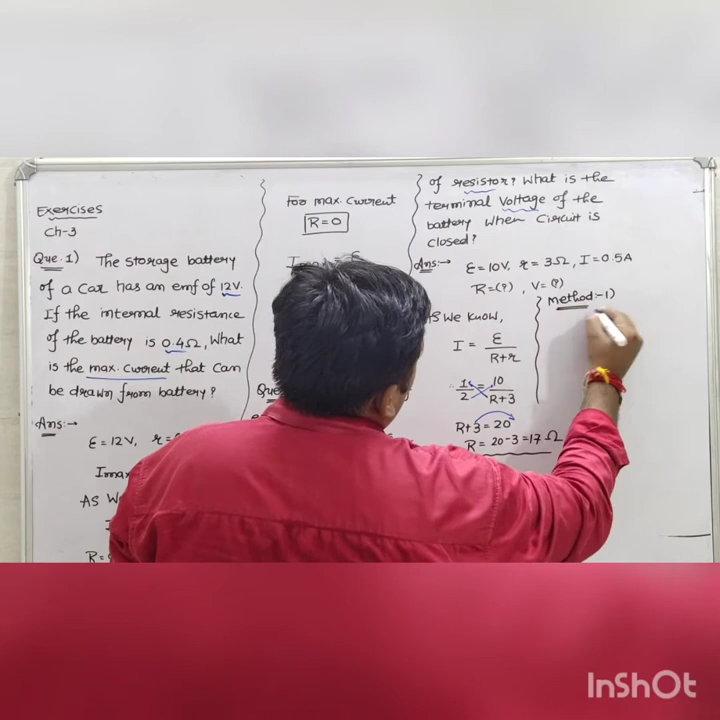 Exercises
Ch-3
Que. 1) The storage battery
of a car has an emf of 12V.
If the internal resistance
of the battery is 0.4Ω, What
is the max. current that can
be drawn from battery?
Ans:→
ε = 12V, r =
Imax
As
I
R =
For max. current
R = 0
Imax = ε
Que
of resistor? What is the
terminal Voltage of the
battery when circuit is
closed?
Ans:→ ε = 10V, r = 3Ω, I = 0.5A
R = (?), V = (?)
As We know,
I = ε / R+r
∴ 1/2 = 10 / R+3
R+3 = 20
R = 20-3 = 17 Ω
Method:-1)
InShOt